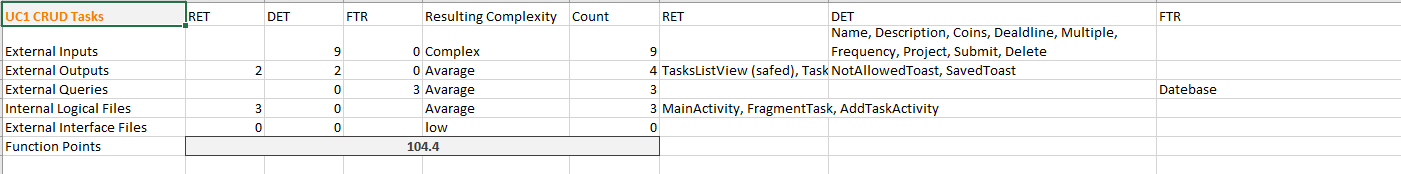 UC1 CRUD Tasks RET DET FTR Resulting Complexity Count RET DET FTR
Name, Description, Coins, Dealdline, Multiple,
External Inputs 9 0 Complex 9 Frequency, Project, Submit, Delete
External Outputs 2 2 0 Avarage 4 TasksListView (safed), Task NotAllowedToast, SavedToast
External Queries 0 3 Avarage 3 Datebase
Internal Logical Files 3 0 Avarage 3 MainActivity, FragmentTask, AddTaskActivity
External Interface Files 0 0 low 0
Function Points 104.4